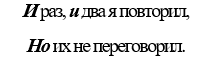 И раз, и два я повторил,
Но их не переговорил.